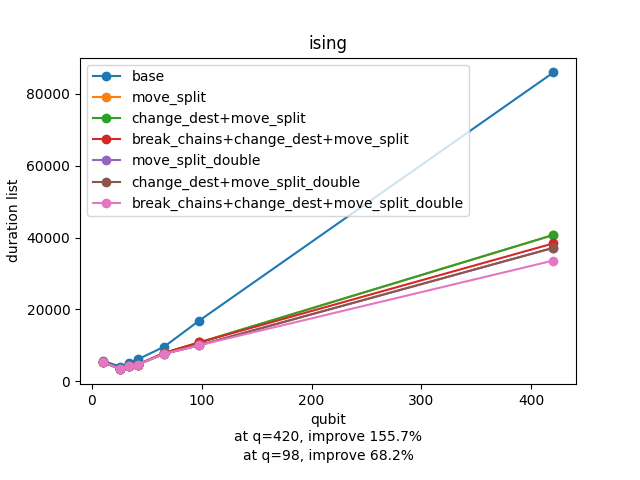 ising
base
move_split
change_dest+move_split
break_chains+change_dest+move_split
move_split_double
change_dest+move_split_double
break_chains+change_dest+move_split_double
duration list
80000
60000
40000
20000
0
0 100 200 300 400
qubit
at q=420, improve 155.7%
at q=98, improve 68.2%